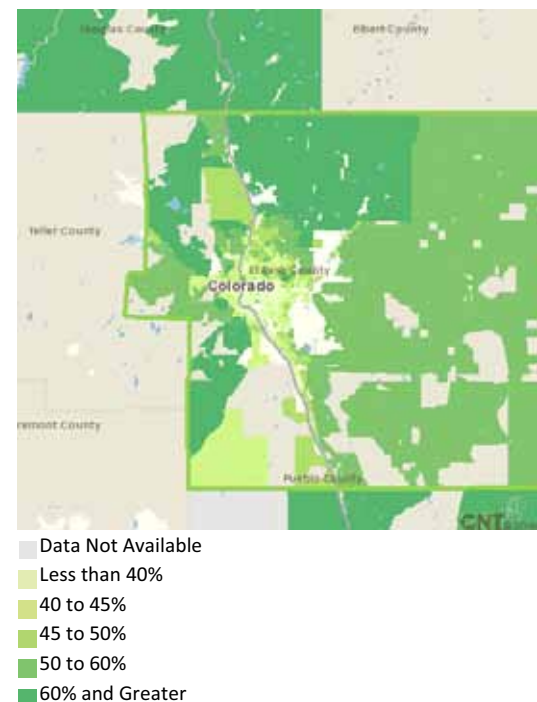 Douglas County
Elbert County
Teller County
El Paso County
Colorado
remont County
Pueblo County
CNT
Data Not Available
Less than 40%
40 to 45%
45 to 50%
50 to 60%
60% and Greater